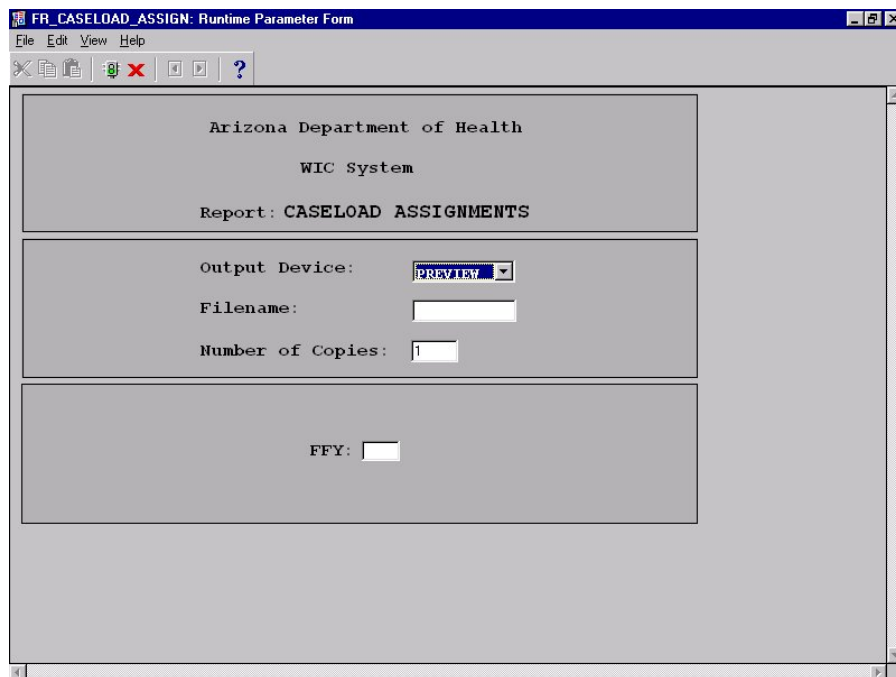 FR_CASELOAD_ASSIGN: Runtime Parameter Form
File Edit View Help
Arizona Department of Health
WIC System
Report: CASELOAD ASSIGNMENTS
Output Device: PREVIEW
Filename:
Number of Copies: 1
FFY: